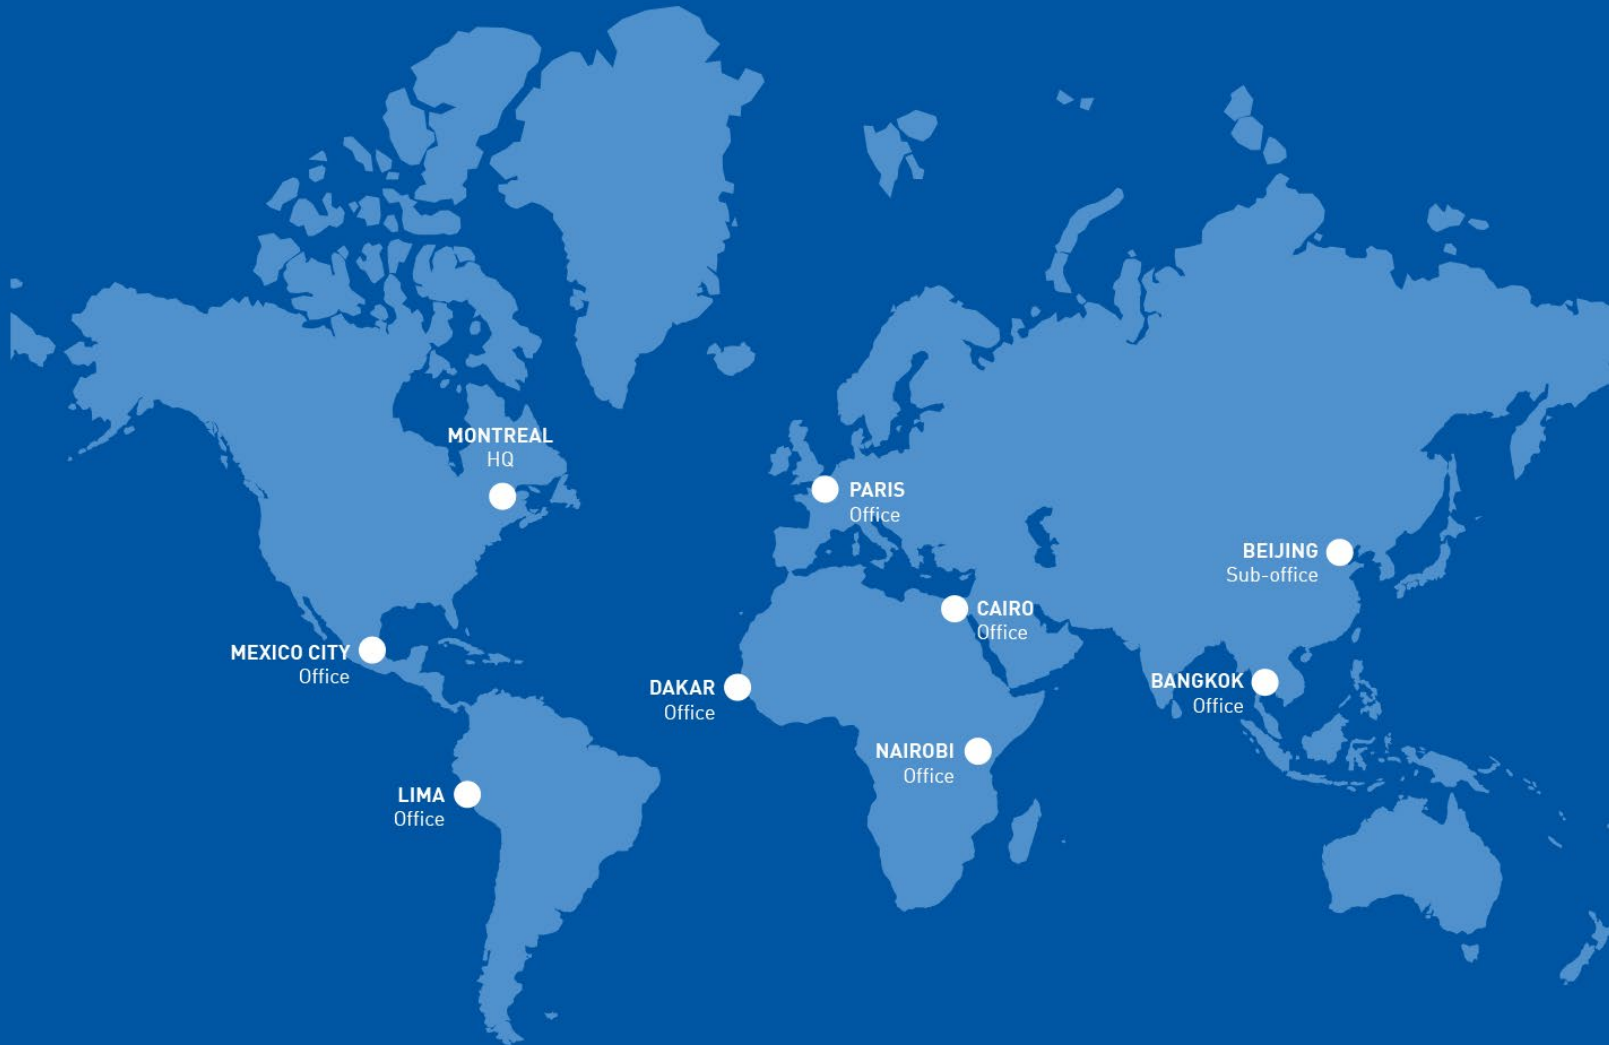 MONTREAL
HQ
PARIS
Office
BEIJING
Sub-office
CAIRO
Office
MEXICO CITY
Office
DAKAR
Office
BANGKOK
Office
NAIROBI
Office
LIMA
Office